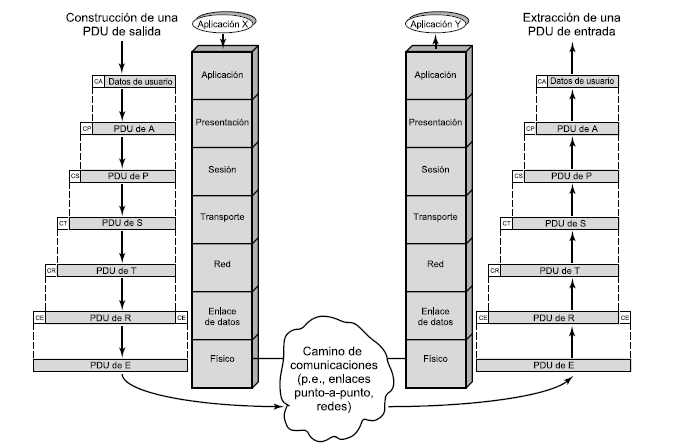 Construcción de una
PDU de salida
Aplicación X
Aplicación Y
Extracción de una
PDU de entrada
CA Datos de usuario
Aplicación
Aplicación
CA Datos de usuario
CP PDU de A
Presentación
Presentación
CP PDU de A
CS PDU de P
Sesión
Sesión
CS PDU de P
CT PDU de S
Transporte
Transporte
CT PDU de S
CR PDU de T
Red
Red
CR PDU de T
CE PDU de R CE
Enlace
de datos
Enlace
de datos
CE PDU de R CE
PDU de E
Físico
Camino de
comunicaciones
(p.e., enlaces
punto-a-punto,
redes)
Físico
PDU de E